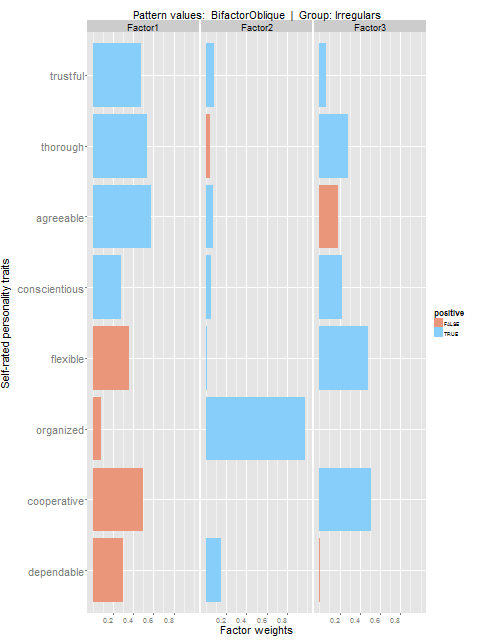 Pattern values: BifactorOblique | Group: Irregulars
Factor1 Factor2 Factor3
trustful
thorough
agreeable
conscientious
flexible
organized
cooperative
dependable
Self-rated personality traits
positive
FALSE
TRUE
0.2 0.4 0.6 0.8 0.2 0.4 0.6 0.8 0.2 0.4 0.6 0.8
Factor weights